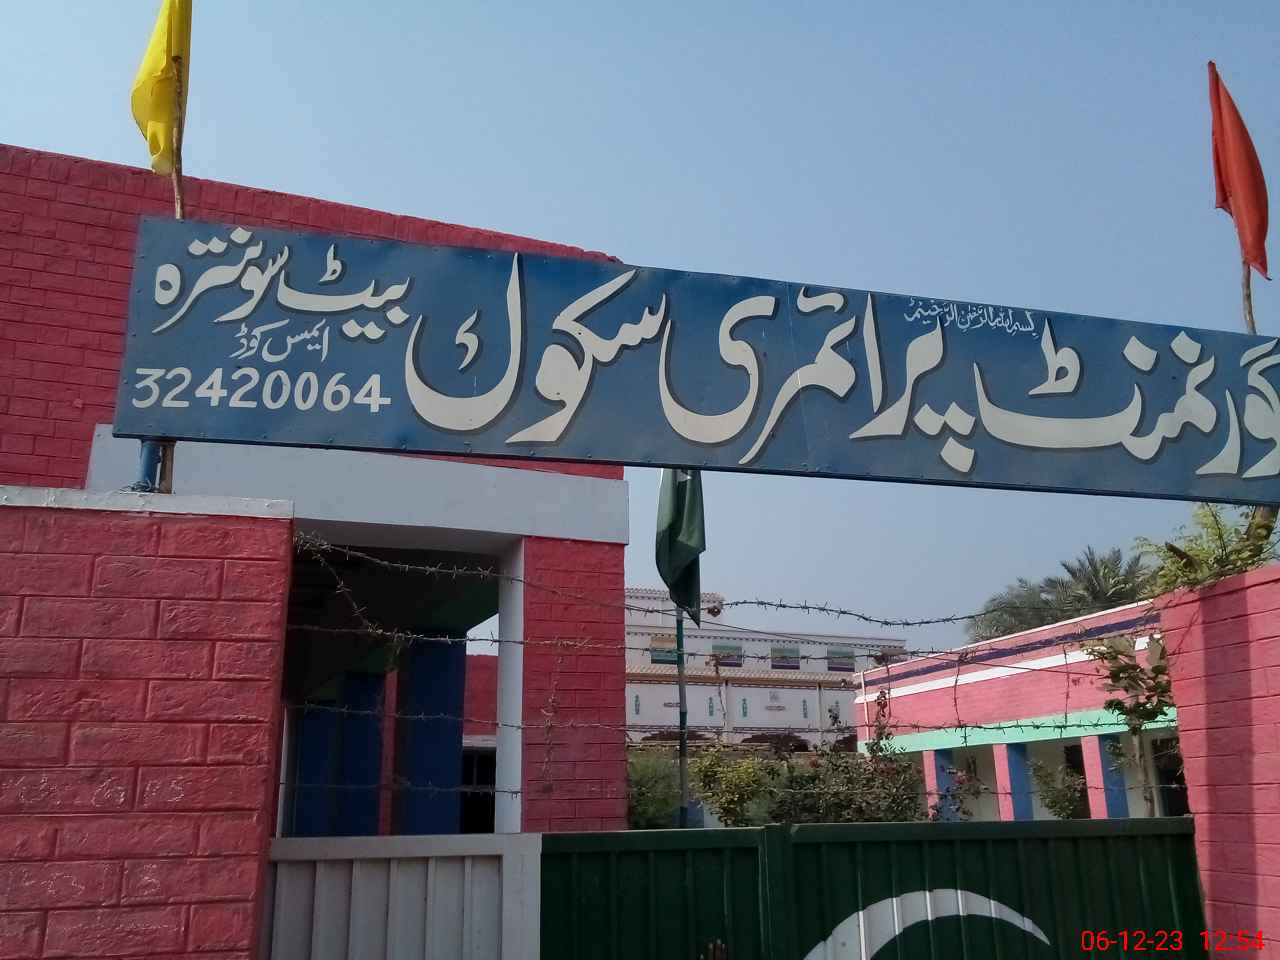 بسم اللہ الرحمٰن الرحیم
گورنمنٹ پرائمری سکول بیٹ سونترہ
ایمس کوڈ
32420064
06-12-23 12:54